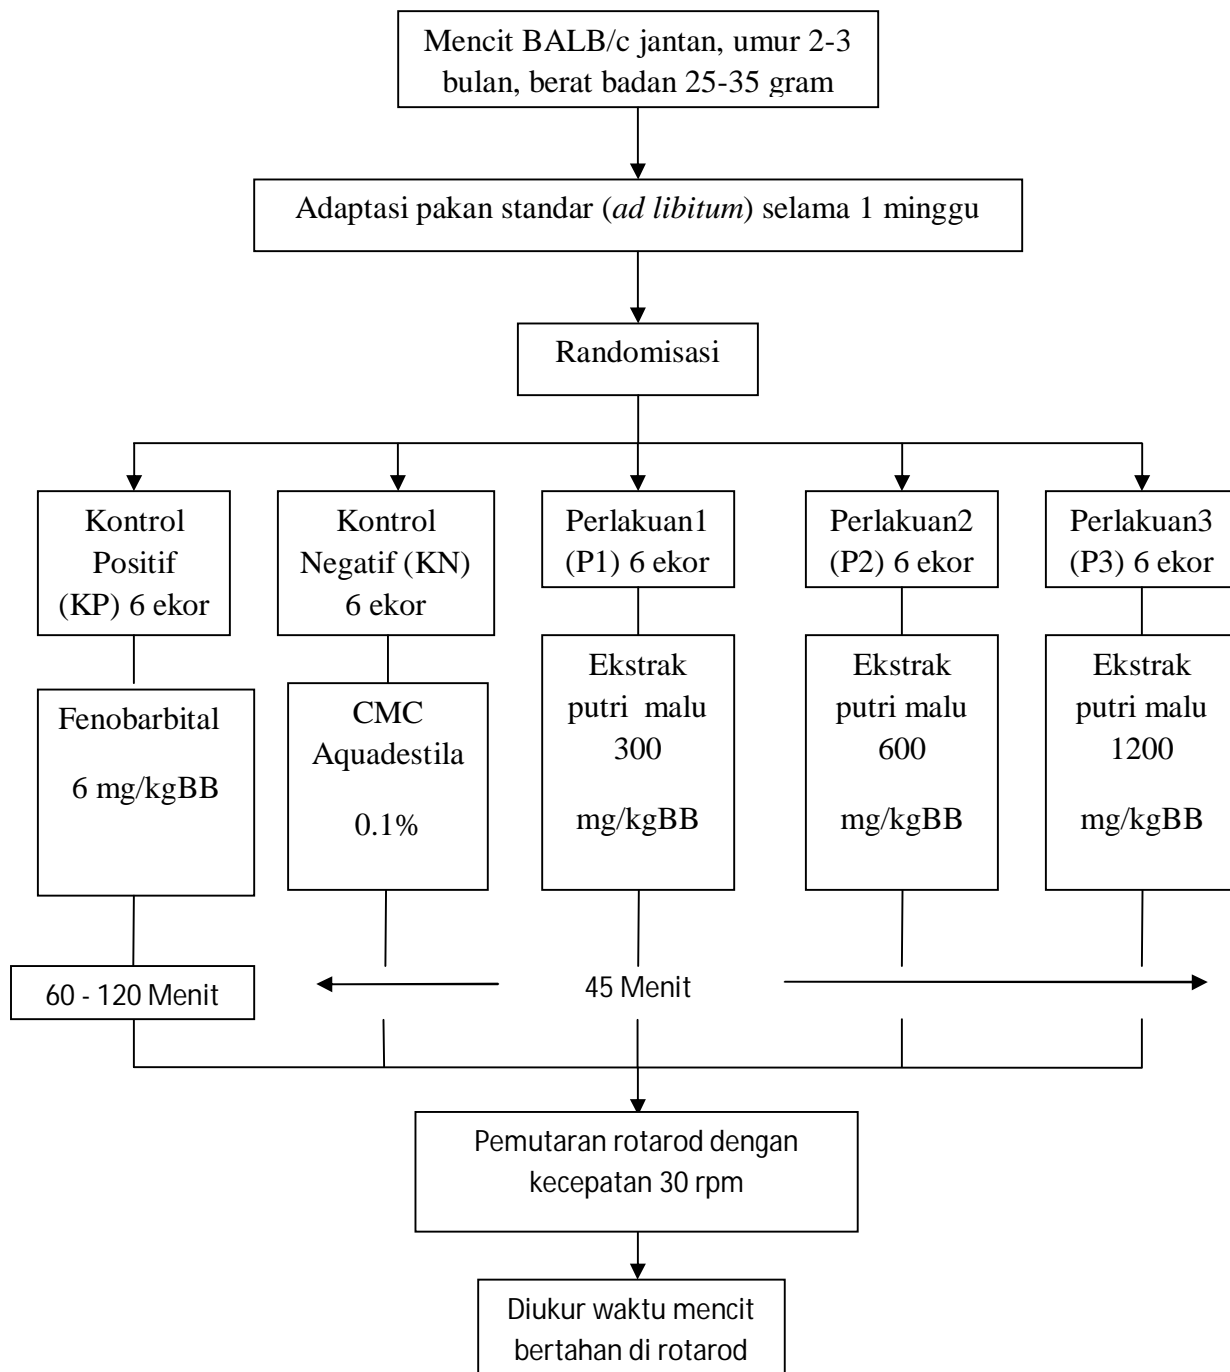 Mencit BALB/c jantan, umur 2-3
bulan, berat badan 25-35 gram
Adaptasi pakan standar (ad libitum) selama 1 minggu
Randomisasi
Kontrol
Positif
(KP) 6 ekor
Kontrol
Negatif (KN)
6 ekor
Perlakuan1
(P1) 6 ekor
Perlakuan2
(P2) 6 ekor
Perlakuan3
(P3) 6 ekor
Fenobarbital
6 mg/kgBB
CMC
Aquadestila
0.1%
Ekstrak
putri malu
300
mg/kgBB
Ekstrak
putri malu
600
mg/kgBB
Ekstrak
putri malu
1200
mg/kgBB
60 - 120 Menit
45 Menit
Pemutaran rotarod dengan
kecepatan 30 rpm
Diukur waktu mencit
bertahan di rotarod